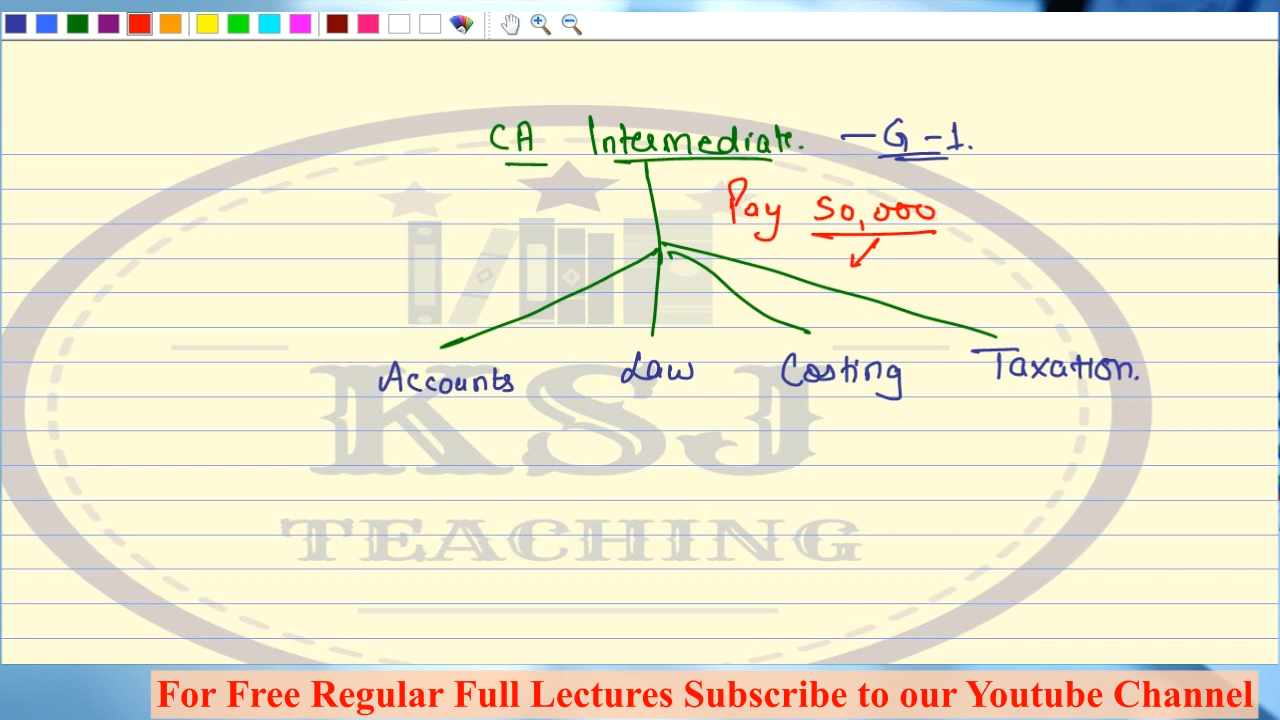 CA Intermediate. - G-1.
Pay 50,000
Accounts Law Costing Taxation.
KSJ
TEACHING
For Free Regular Full Lectures Subscribe to our Youtube Channel